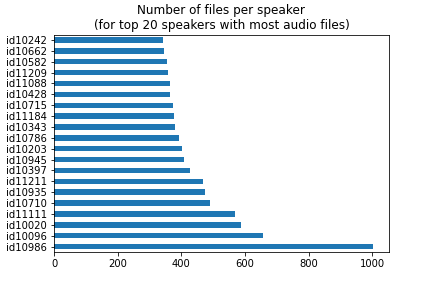 Number of files per speaker
(for top 20 speakers with most audio files)
id10242
id10662
id10582
id11209
id11088
id10428
id10715
id11184
id10343
id10786
id10203
id10945
id10397
id11211
id10935
id10710
id11111
id10020
id10096
id10986
0 200 400 600 800 1000